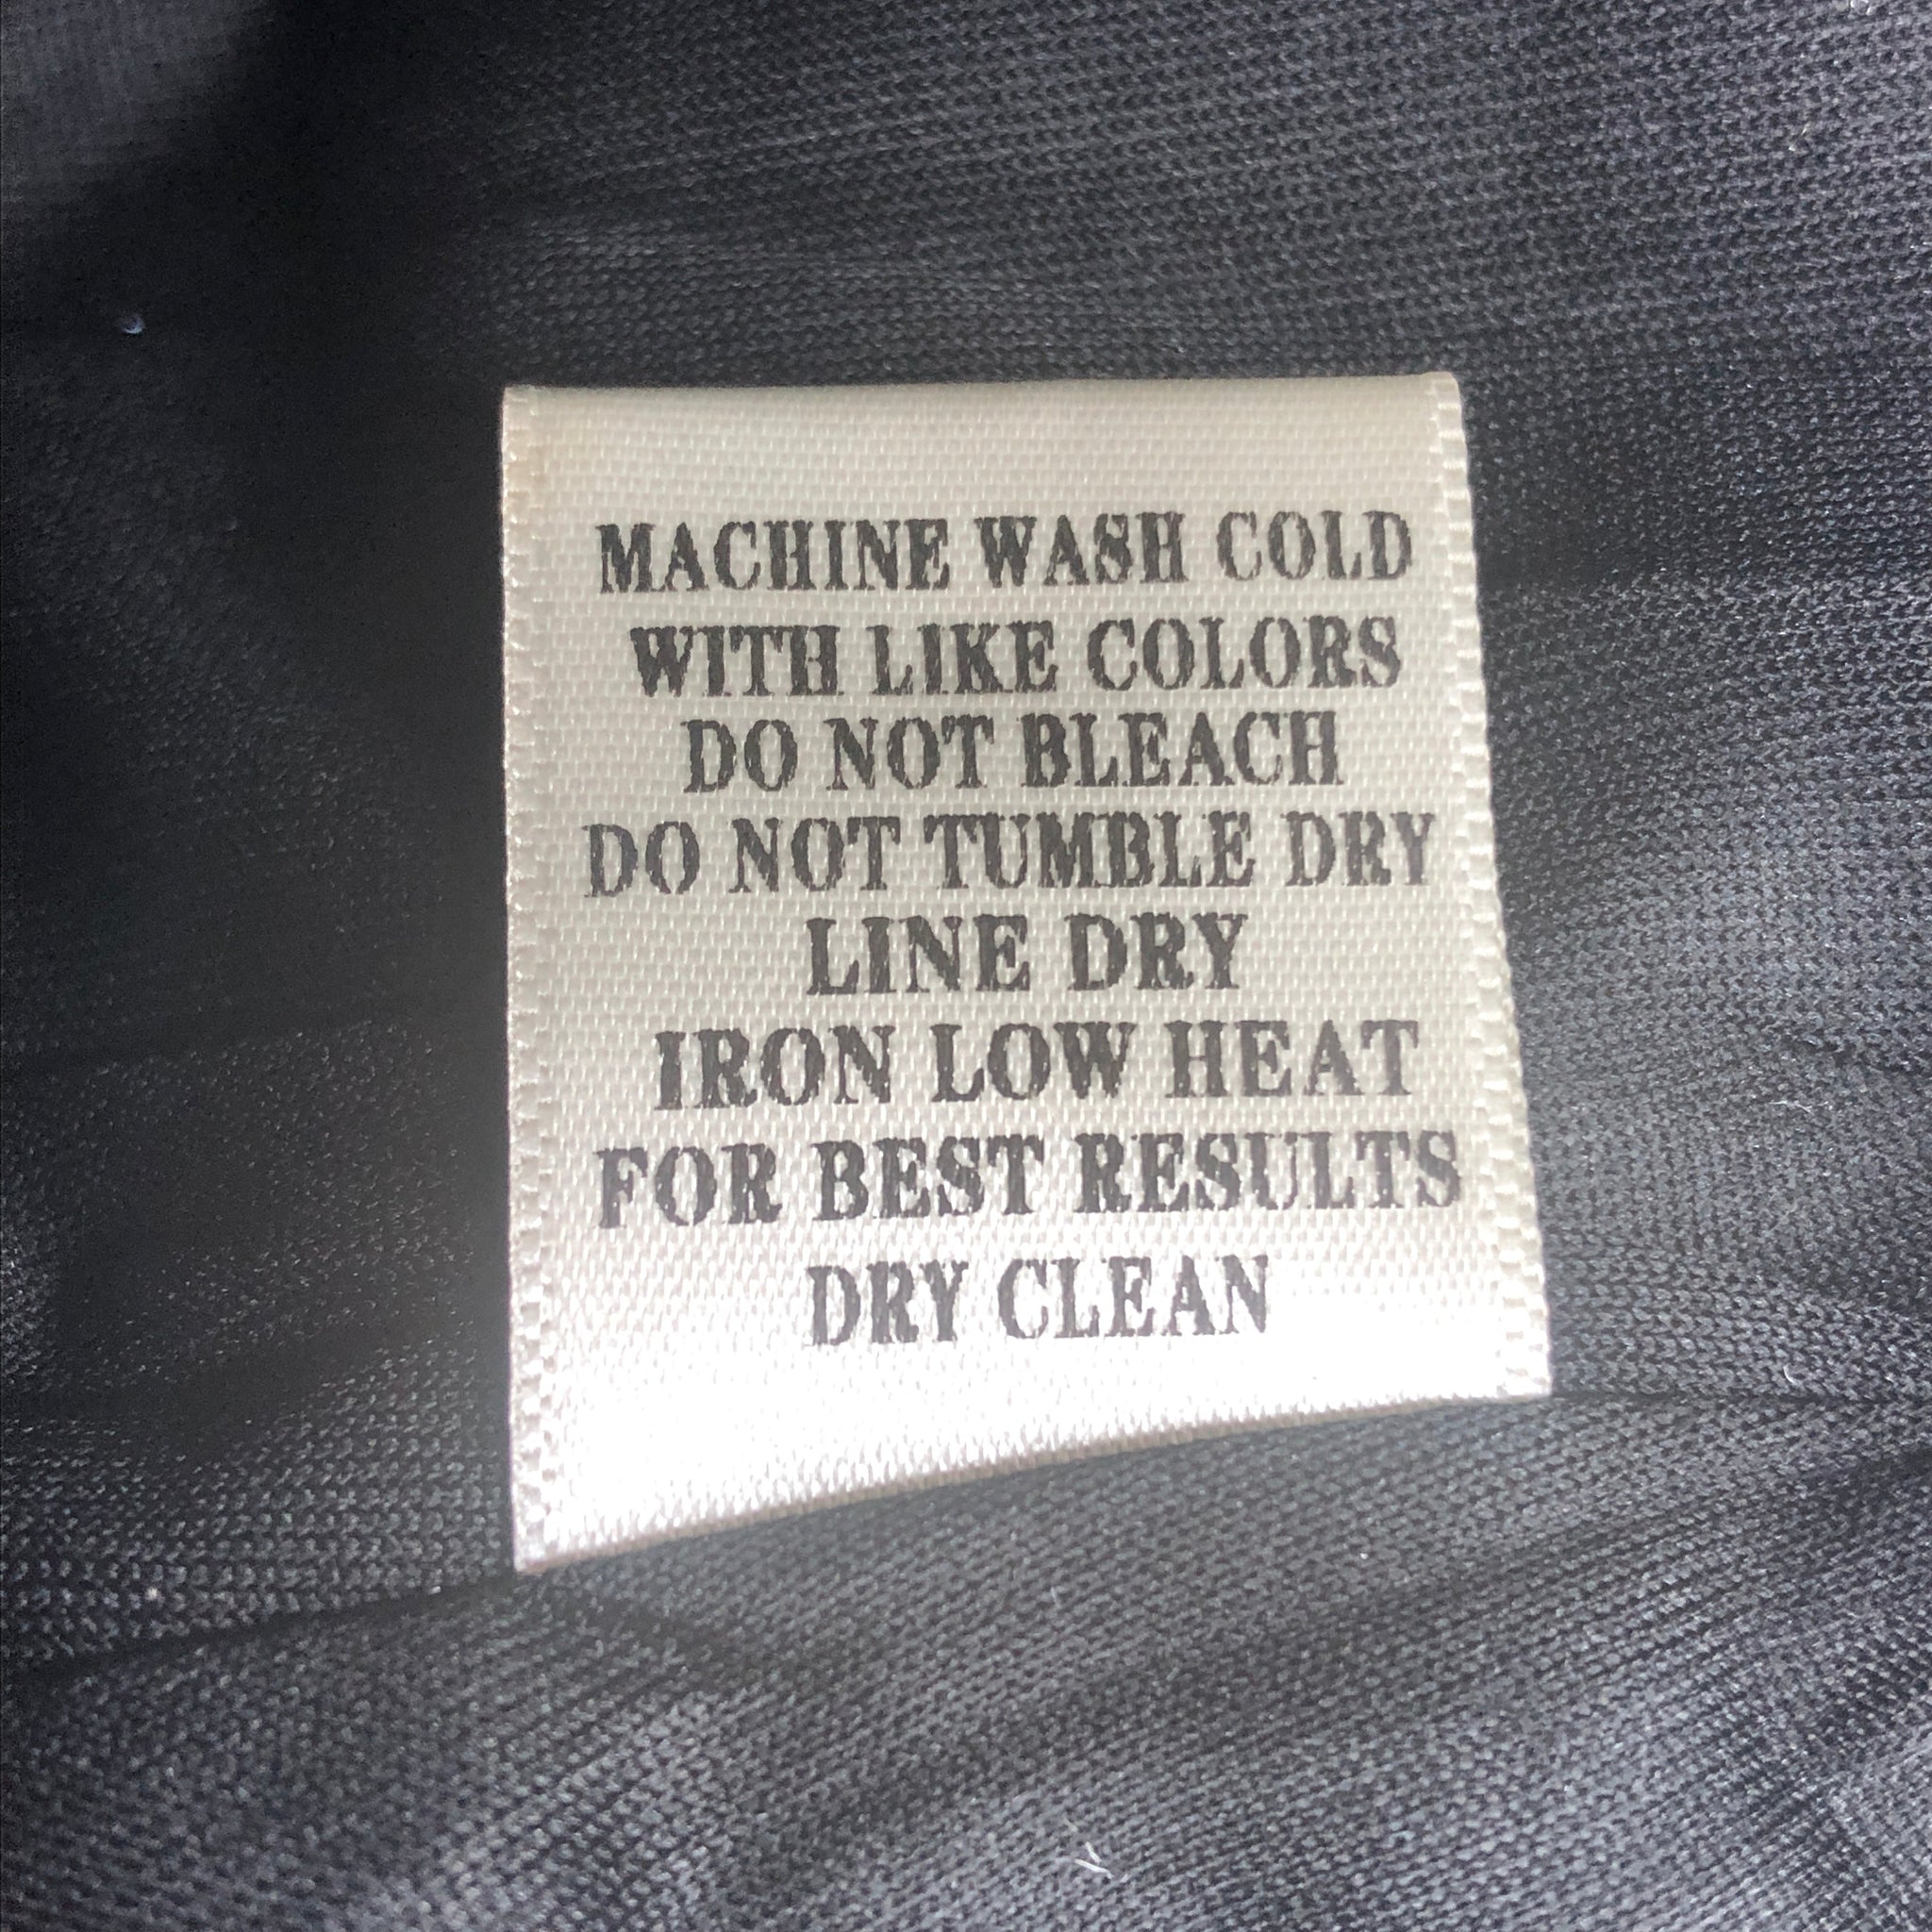 MACHINE WASH COLD
WITH LIKE COLORS
DO NOT BLEACH
DO NOT TUMBLE DRY
LINE DRY
IRON LOW HEAT
FOR BEST RESULTS
DRY CLEAN